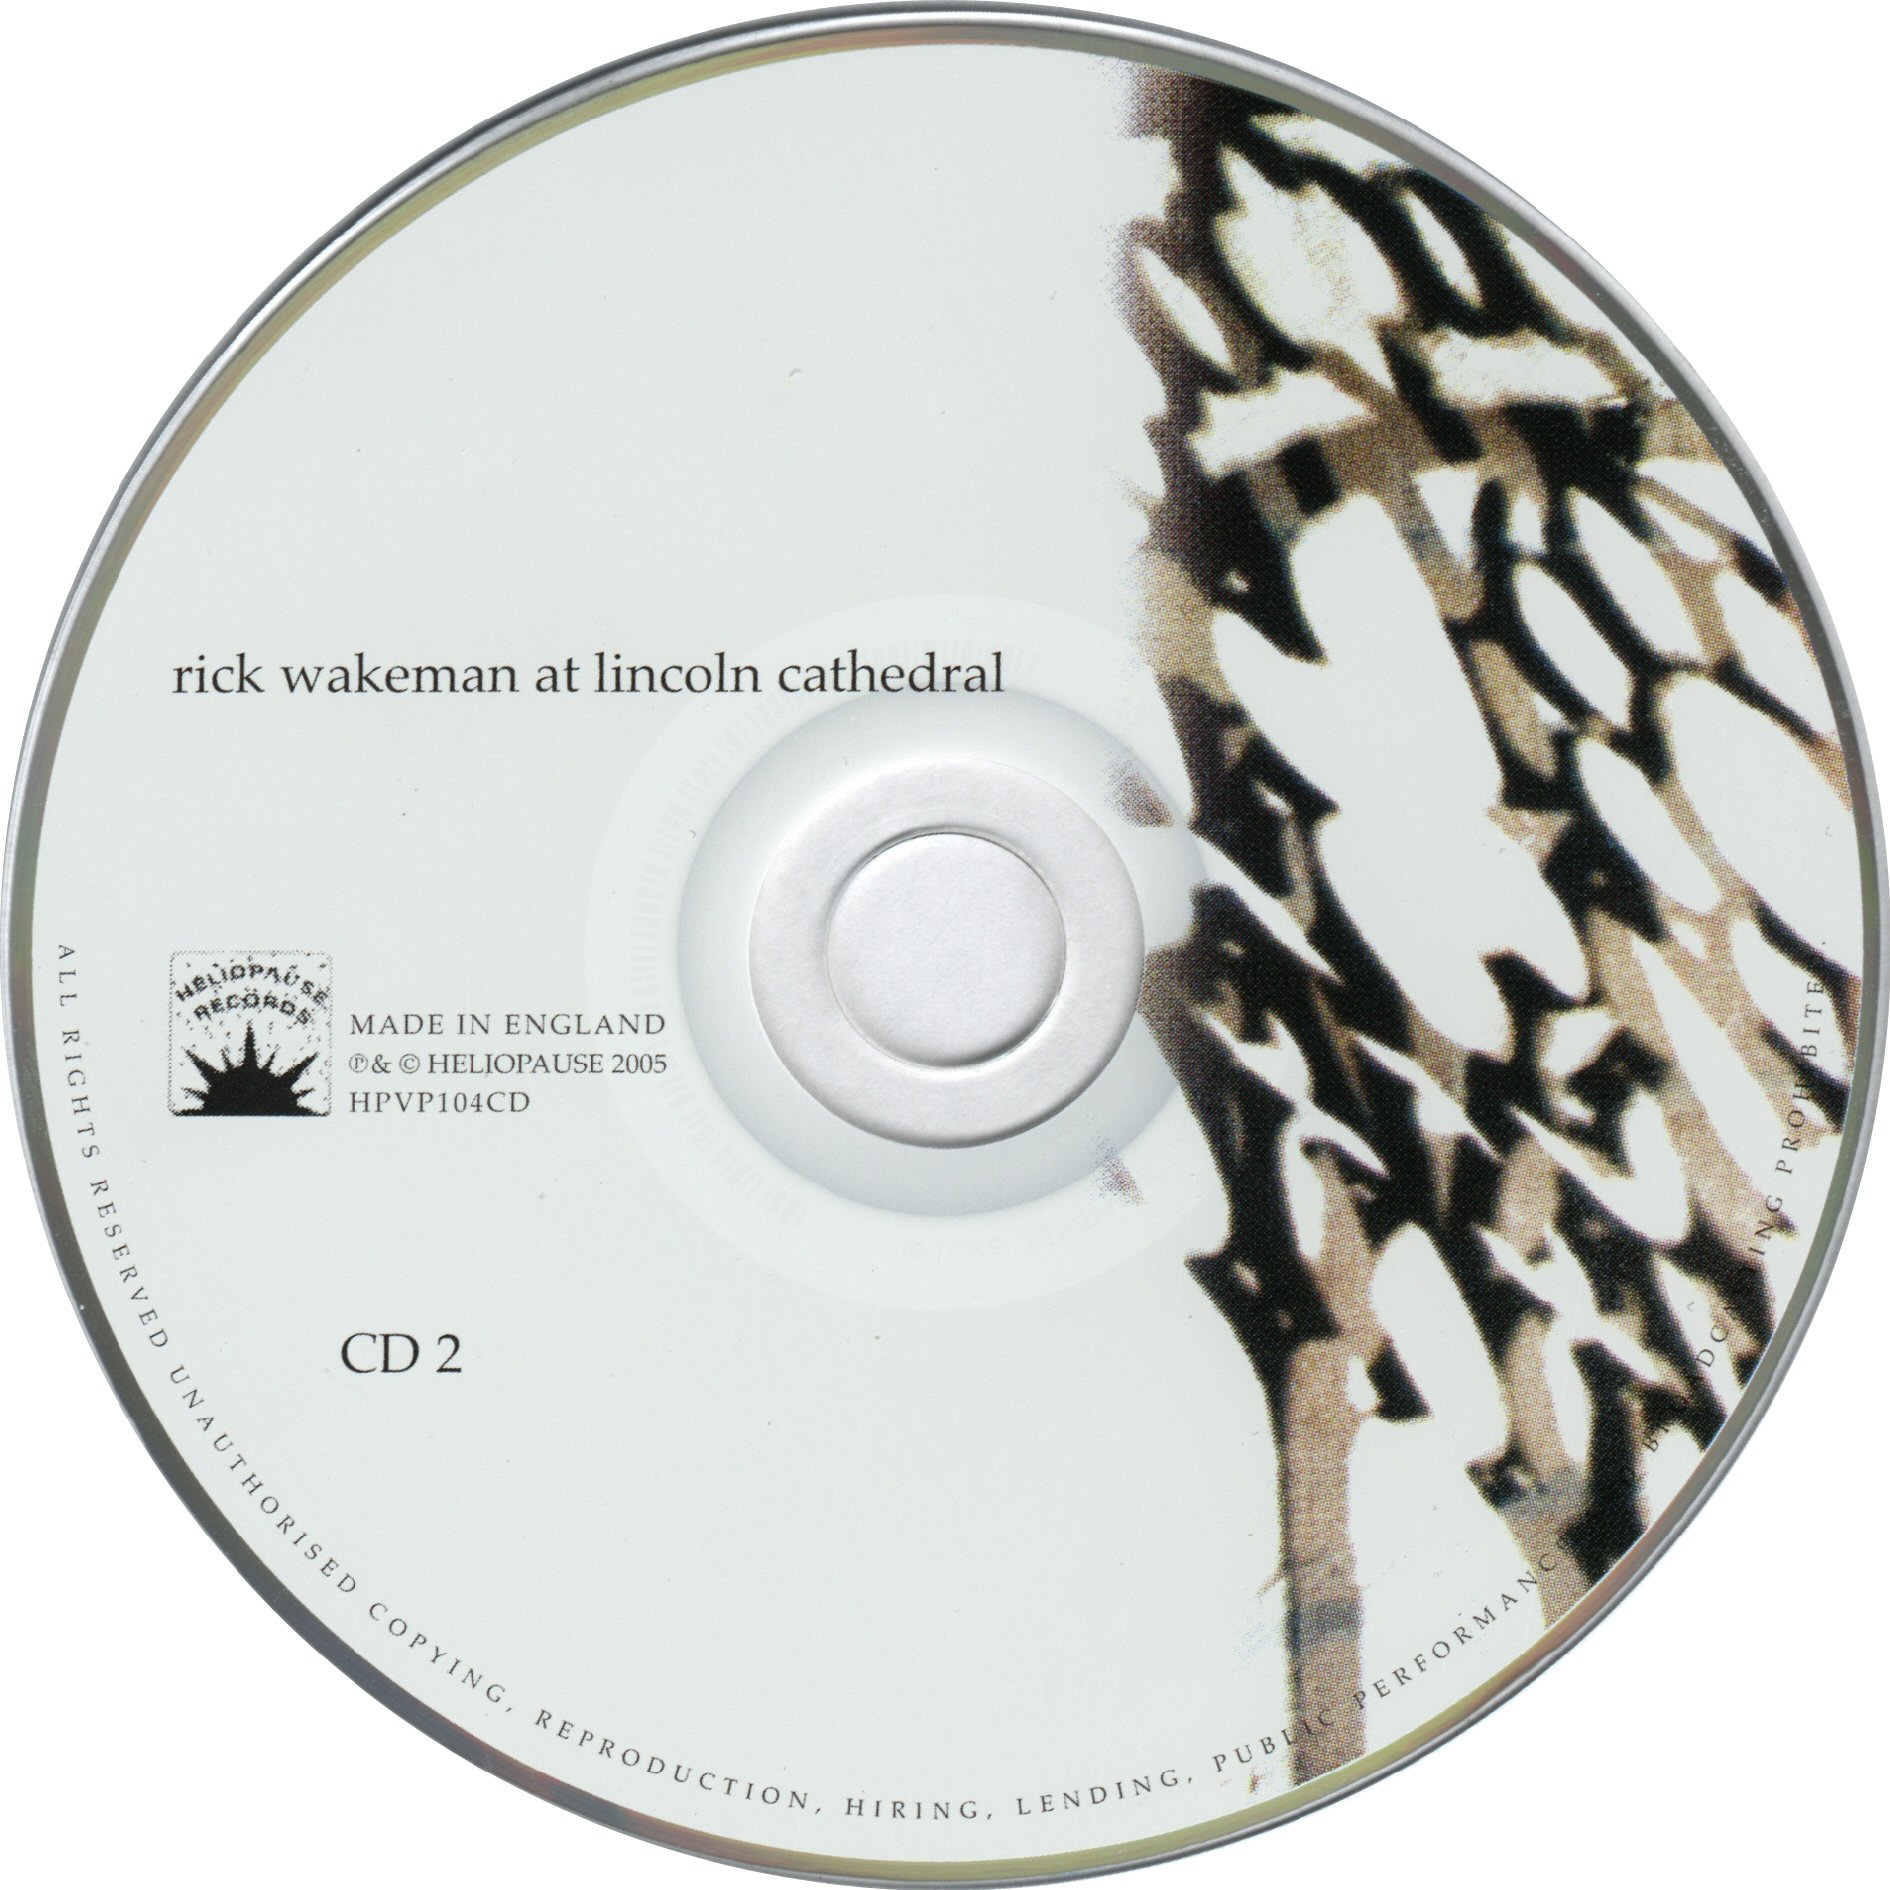 rick wakeman at lincoln cathedral
HELIOPAUSE
RECORDS
MADE IN ENGLAND
℗ & © HELIOPAUSE 2005
HPVP104CD
CD 2
ALL RIGHTS RESERVED UNAUTHORISED COPYING, REPRODUCTION, HIRING, LENDING, PUBLIC PERFORMANC